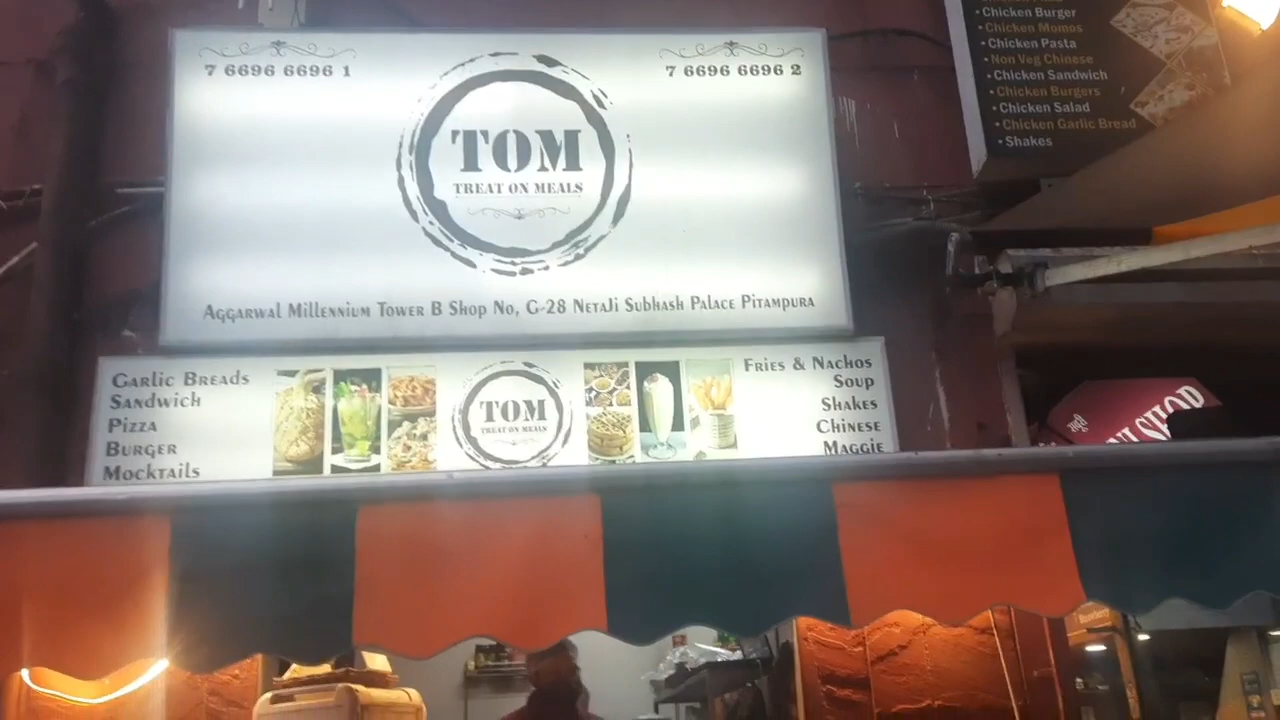 7 6696 6696 1
7 6696 6696 2
TOM
TREAT ON MEALS
Aggarwal Millennium Tower B Shop No, G-28 NetaJi Subhash Palace Pitampura
Garlic Breads
Sandwich
Pizza
Burger
Mocktails
TOM
TREAT ON MEALS
Fries & Nachos
Soup
Shakes
Chinese
Maggie
• Chicken Burger
• Chicken Momos
• Chicken Pasta
• Non Veg Chinese
• Chicken Sandwich
• Chicken Burgers
• Chicken Salad
• Chicken Garlic Bread
• Shakes
SHOP